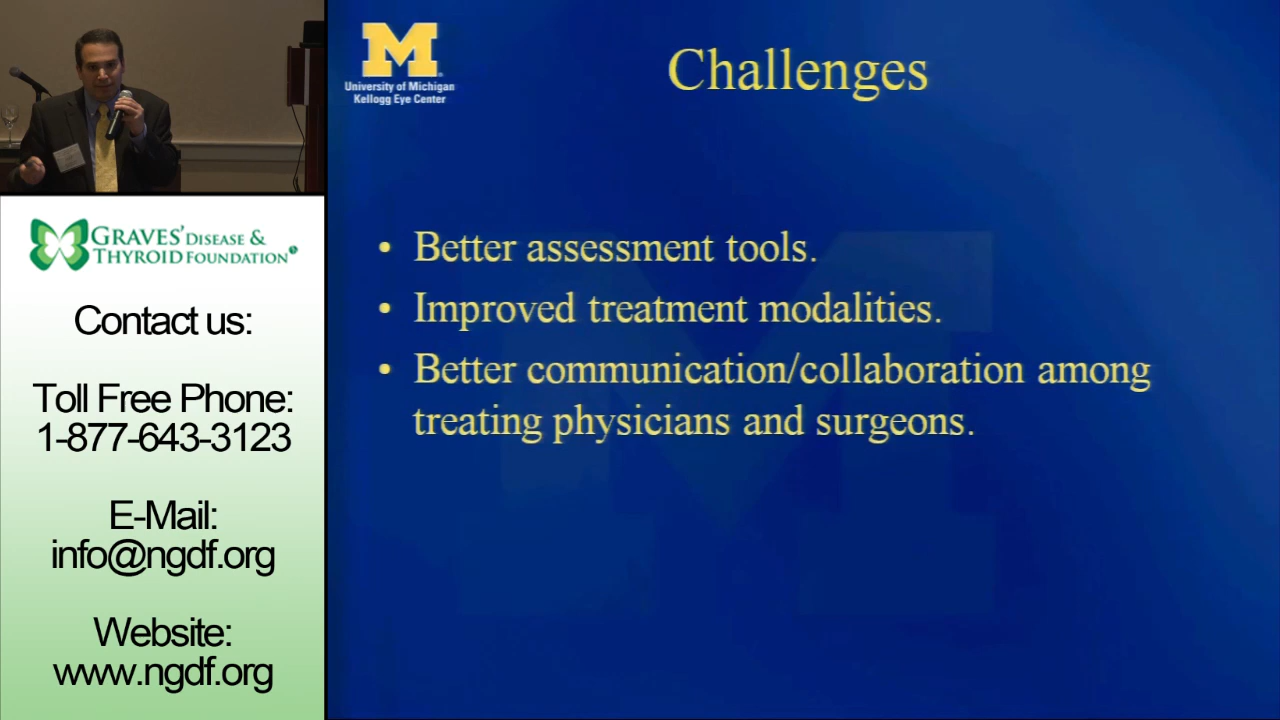 GRAVES' DISEASE &
THYROID FOUNDATION
Contact us:
Toll Free Phone:
1-877-643-3123
E-Mail:
info@ngdf.org
Website:
www.ngdf.org
M
University of Michigan
Kellogg Eye Center
Challenges
• Better assessment tools.
• Improved treatment modalities.
• Better communication/collaboration among
treating physicians and surgeons.